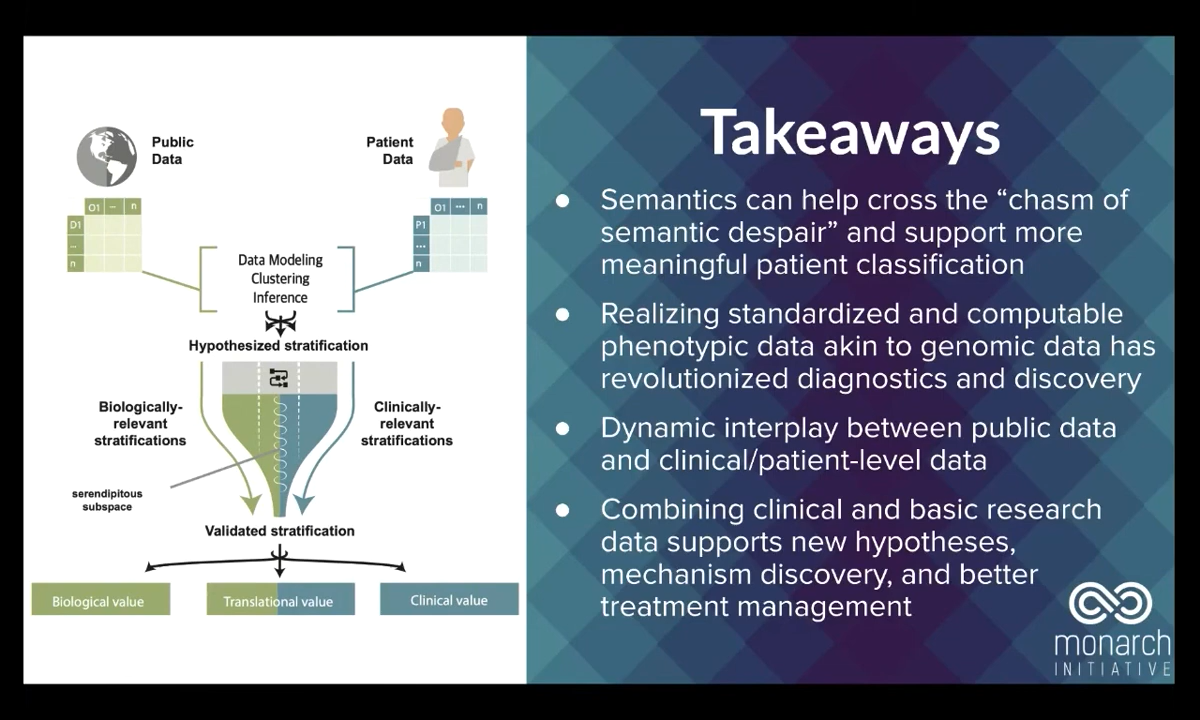 Public
Data
Patient
Data
O1 – n
D1
...
n
O1 ... n
P1
...
n
Data Modeling
Clustering
Inference
Hypothesized stratification
Biologically-
relevant
stratifications
Clinically-
relevant
stratifications
serendipitous
subspace
Validated stratification
Biological value
Translational value
Clinical value
Takeaways
● Semantics can help cross the “chasm of
semantic despair” and support more
meaningful patient classification
● Realizing standardized and computable
phenotypic data akin to genomic data has
revolutionized diagnostics and discovery
● Dynamic interplay between public data
and clinical/patient-level data
● Combining clinical and basic research
data supports new hypotheses,
mechanism discovery, and better
treatment management
monarch
INITIATIVE